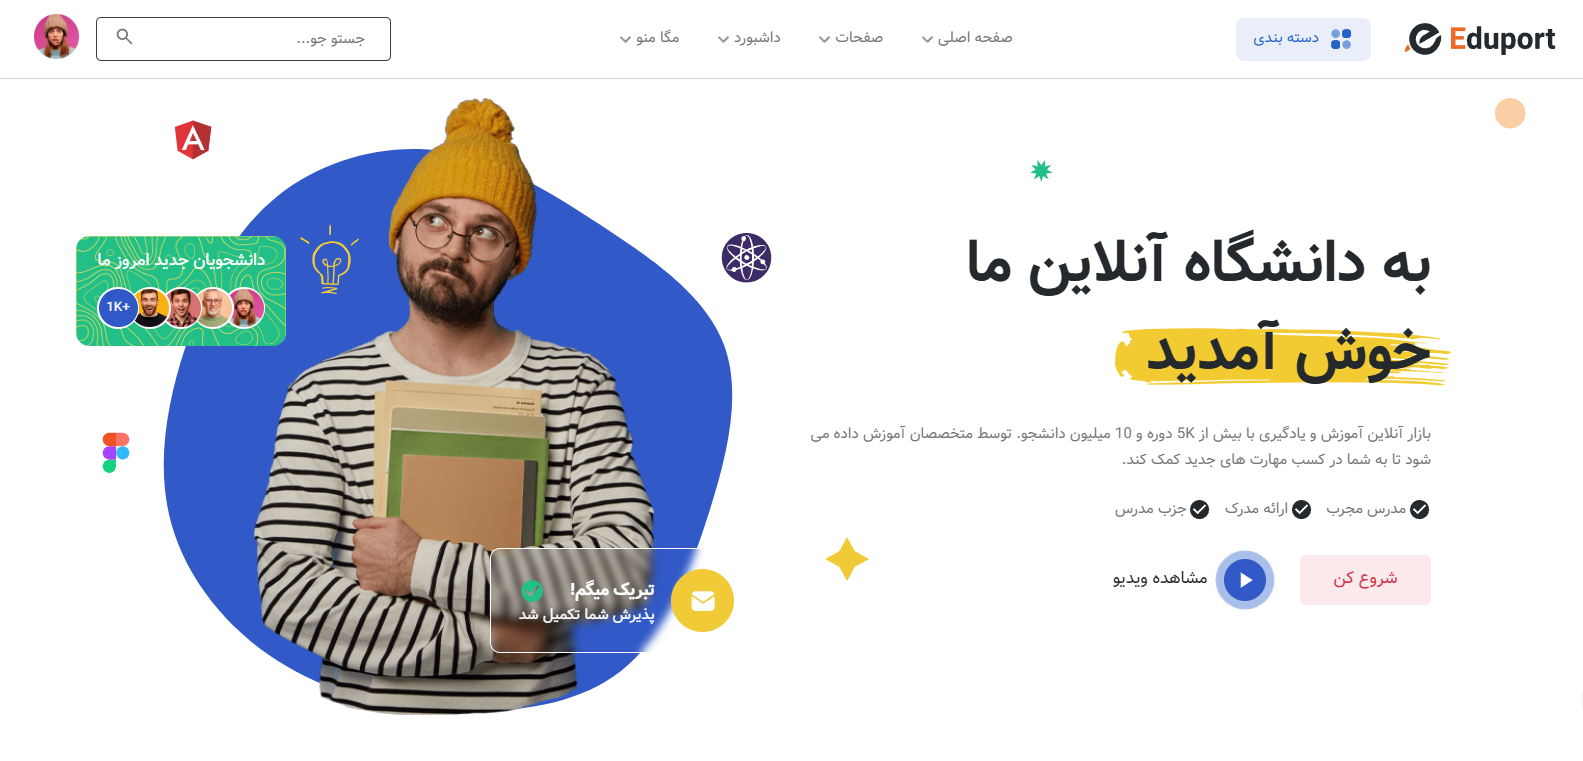 Eduport
دسته بندی
صفحه اصلی
صفحات
داشبورد
مگا منو
جستو جو...
به دانشگاه آنلاین ما
خوش آمدید
بازار آنلاین آموزش و یادگیری با بیش از 5K دوره و 10 میلیون دانشجو. توسط متخصصان آموزش داده می
شود تا به شما در کسب مهارت های جدید کمک کند.
مدرس مجرب
ارائه مدرک
جزب مدرس
شروع کن
مشاهده ویدیو
دانشجویان جدید امروز ما
1K+
تبریک میگم!
پذیرش شما تکمیل شد